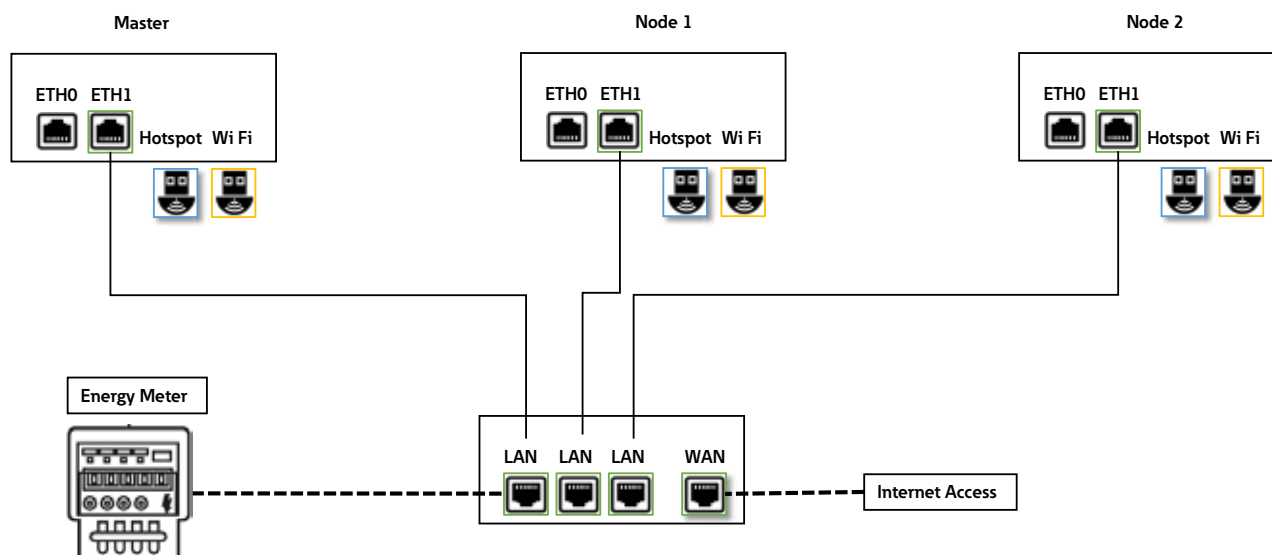 Master
Node 1
Node 2
ETH0 ETH1
Hotspot Wi Fi
ETH0 ETH1
Hotspot Wi Fi
ETH0 ETH1
Hotspot Wi Fi
Energy Meter
LAN LAN LAN WAN
Internet Access